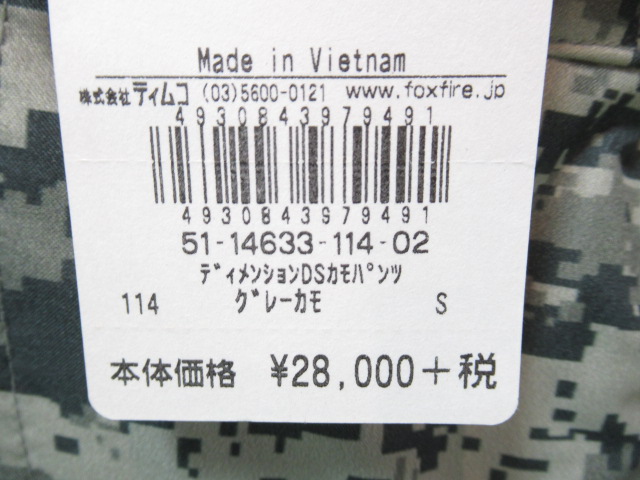 Made in Vietnam
株式会社 ティムコ (03)5600-0121 www.foxfire.jp
4930843979491
4930843979491
51-14633-114-02
ﾃﾞｨﾒﾝｼｮﾝDSｶﾓﾊﾟﾝﾂ
114 ｸﾞﾚｰｶﾓ S
本体価格 ¥28,000+税